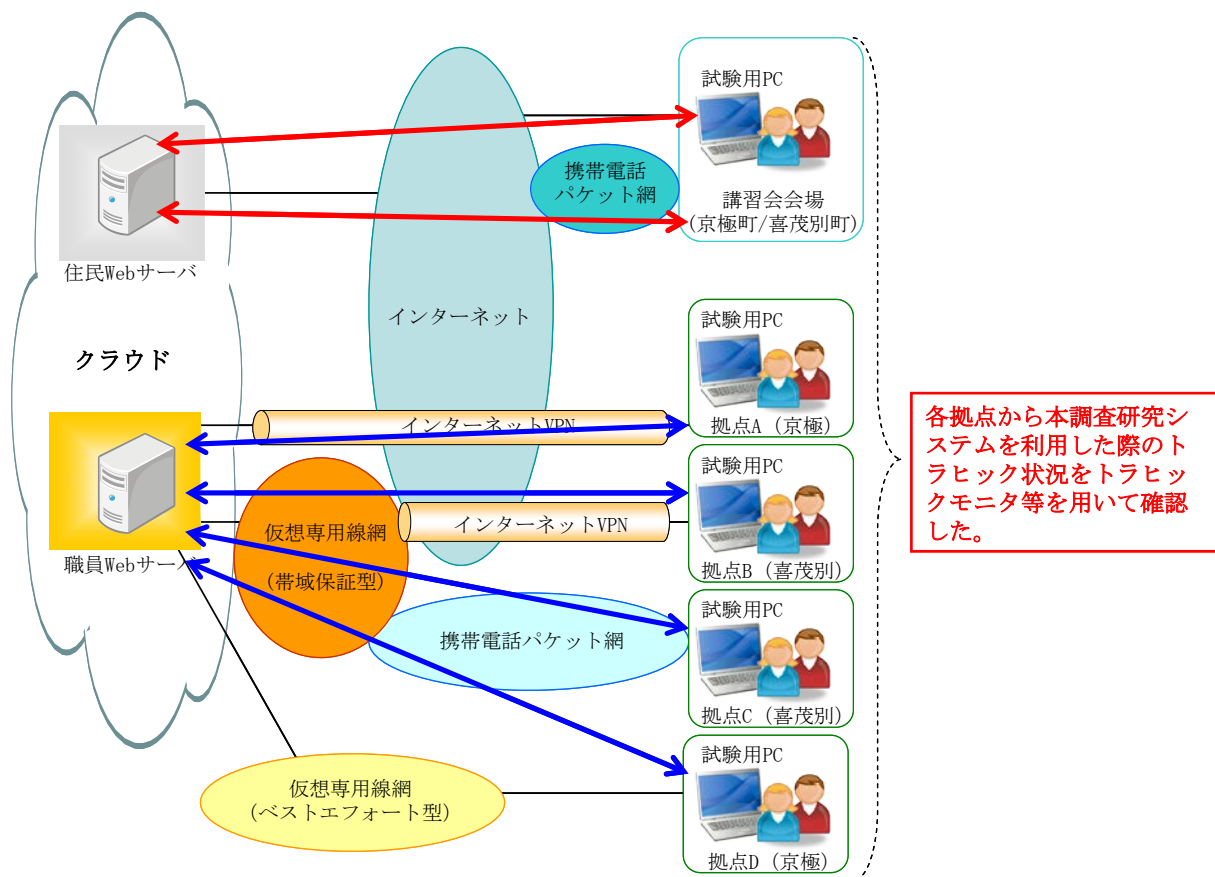 試験用PC
携帯電話
パケット網
講習会会場
(京極町/喜茂別町)
住民Webサーバ
インターネット
試験用PC
クラウド
インターネットVPN
拠点A（京極）
各拠点から本調査研究シ
ステムを利用した際のト
ラヒック状況をトラヒッ
クモニタ等を用いて確認
した。
試験用PC
仮想専用線網
(帯域保証型)
インターネットVPN
職員Webサーバ
拠点B（喜茂別）
試験用PC
携帯電話パケット網
拠点C（喜茂別）
試験用PC
仮想専用線網
(ベストエフォート型)
拠点D（京極）